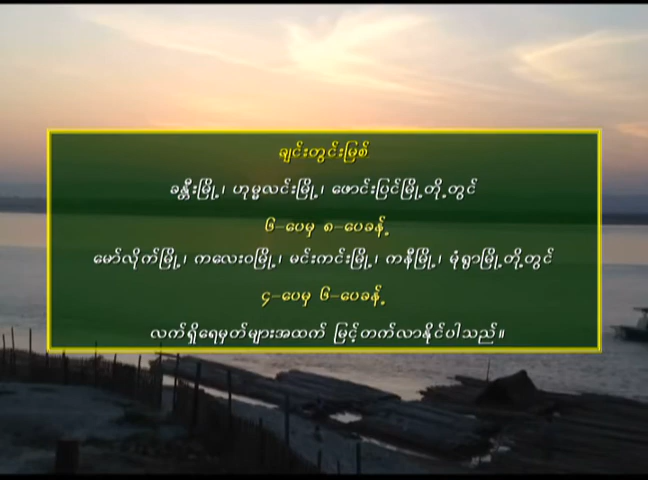 ချင်းတွင်းမြစ်
ခန္တီးမြို့၊ ဟုမ္မလင်းမြို့၊ ဖောင်းပြင်မြို့တို့တွင်
၆-ပေမှ ၈-ပေခန့်
မော်လိုက်မြို့၊ ကလေးဝမြို့၊ မင်းကင်းမြို့၊ ကနီမြို့၊ မုံရွာမြို့တို့တွင်
၄-ပေမှ ၆-ပေခန့်
လက်ရှိရေမှတ်များအထက် မြင့်တက်လာနိုင်ပါသည်။